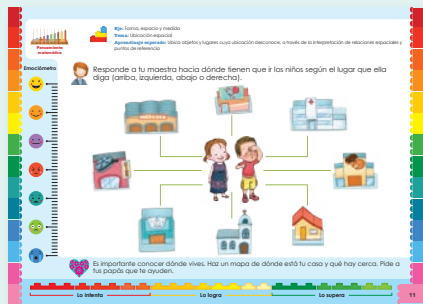 Pensamiento
matemático
Eje: Forma, espacio y medida
Tema: Ubicación espacial
Aprendizaje esperado: Ubica objetos y lugares cuya ubicación desconoce, a través de la interpretación de relaciones espaciales y
puntos de referencia
Emociómetro
Responde a tu maestra hacia dónde tienen que ir los niños según el lugar que ella
diga (arriba, izquierda, abajo o derecha).
Es importante conocer dónde vives. Haz un mapa de dónde está tu casa y qué hay cerca. Pide a
tus papás que te ayuden.
Lo intenta
Lo logra
Lo supera
11